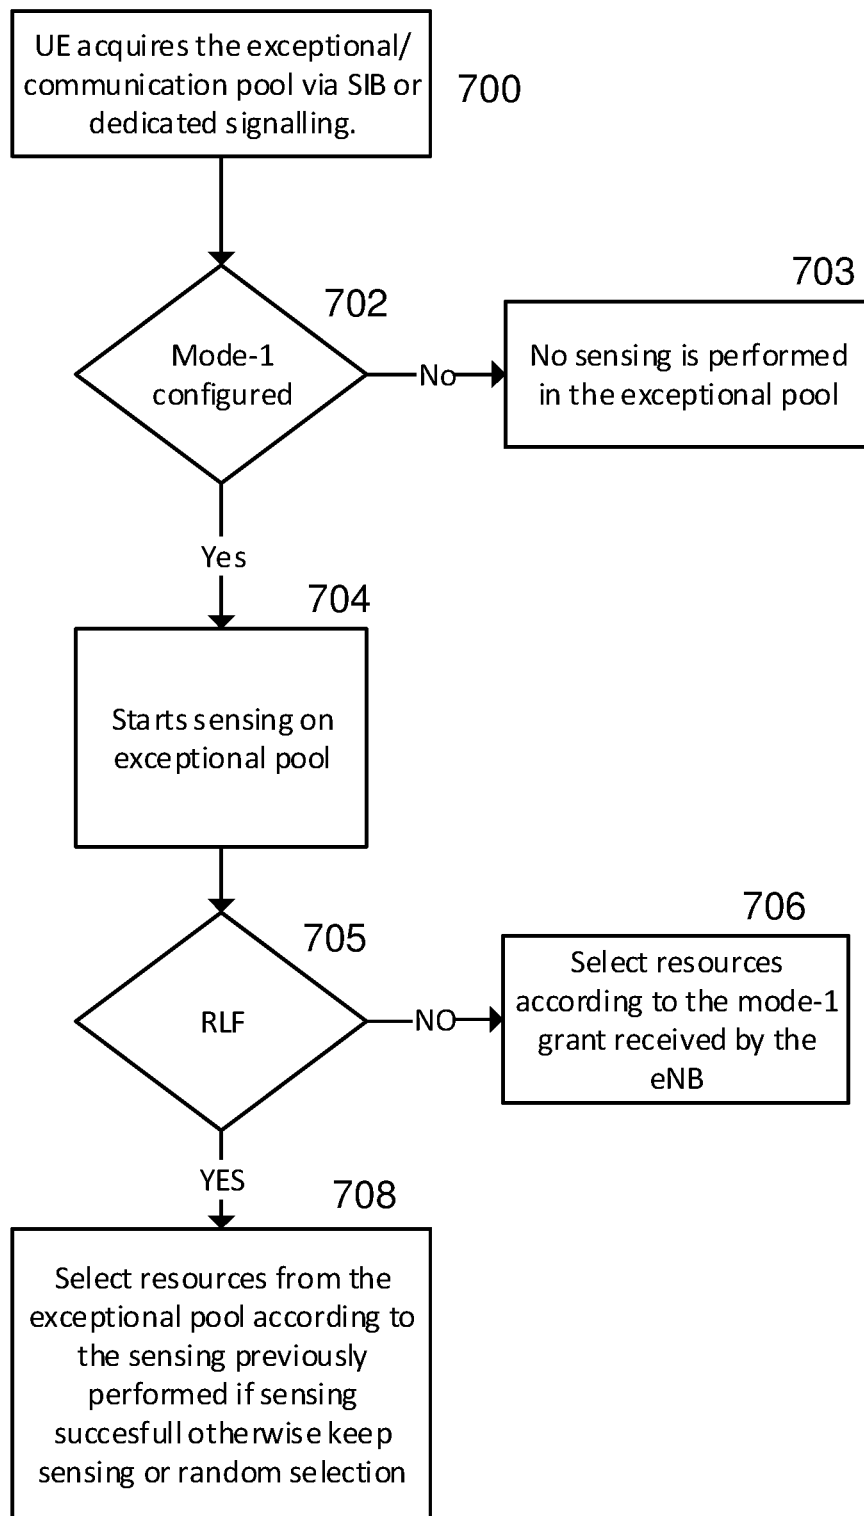 UE acquires the exceptional/
communication pool via SIB or
dedicated signalling.
700
702
Mode-1
configured
No
703
No sensing is performed
in the exceptional pool
Yes
704
Starts sensing on
exceptional pool
705
RLF
NO
706
Select resources
according to the mode-1
grant received by the
eNB
YES
708
Select resources from the
exceptional pool according to
the sensing previously
performed if sensing
succesfull otherwise keep
sensing or random selection